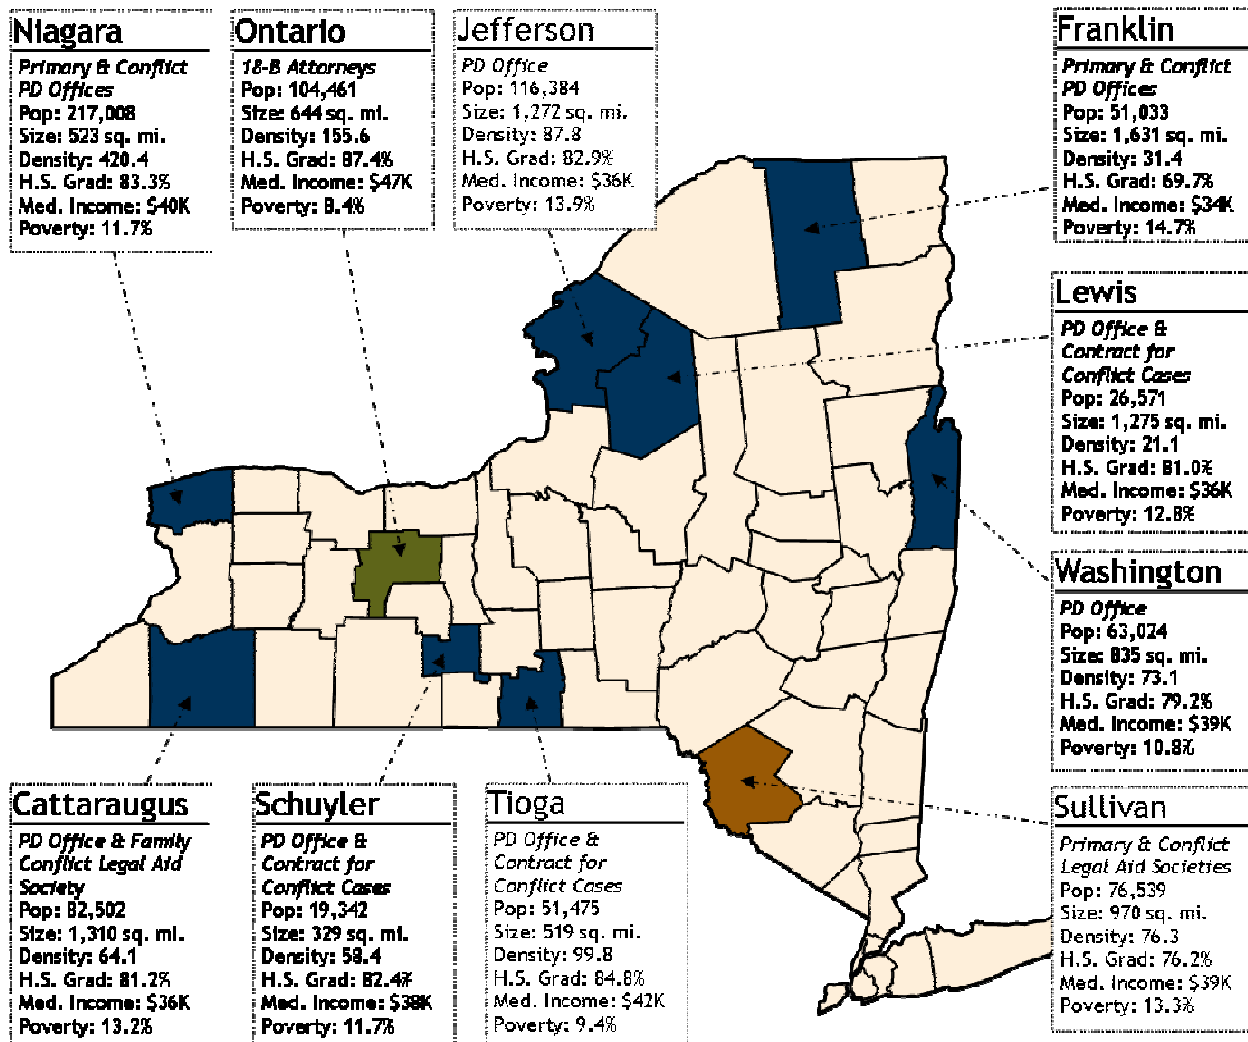 Niagara
Primary & Conflict
PD Offices
Pop: 217,008
Size: 523 sq. mi.
Density: 420.4
H.S. Grad: 83.3%
Med. Income: $40K
Poverty: 11.7%
Ontario
18-B Attorneys
Pop: 104,461
Size: 644 sq. mi.
Density: 155.6
H.S. Grad: 87.4%
Med. Income: $47K
Poverty: 8.4%
Jefferson
PD Office
Pop: 116,384
Size: 1,272 sq. mi.
Density: 87.8
H.S. Grad: 82.9%
Med. Income: $36K
Poverty: 13.9%
Franklin
Primary & Conflict
PD Offices
Pop: 51,033
Size: 1,631 sq. mi.
Density: 31.4
H.S. Grad: 69.7%
Med. Income: $34K
Poverty: 14.7%
Lewis
PD Office &
Contract for
Conflict Cases
Pop: 26,571
Size: 1,275 sq. mi.
Density: 21.1
H.S. Grad: 81.0%
Med. Income: $36K
Poverty: 12.8%
Washington
PD Office
Pop: 63,024
Size: 835 sq. mi.
Density: 73.1
H.S. Grad: 79.2%
Med. Income: $39K
Poverty: 10.8%
Cattaraugus
PD Office & Family
Conflict Legal Aid
Society
Pop: 82,502
Size: 1,310 sq. mi.
Density: 64.1
H.S. Grad: 81.2%
Med. Income: $36K
Poverty: 13.2%
Schuyler
PD Office &
Contract for
Conflict Cases
Pop: 19,342
Size: 329 sq. mi.
Density: 58.4
H.S. Grad: 82.4%
Med. Income: $38K
Poverty: 11.7%
Tioga
PD Office &
Contract for
Conflict Cases
Pop: 51,475
Size: 519 sq. mi.
Density: 99.8
H.S. Grad: 84.8%
Med. Income: $42K
Poverty: 9.4%
Sullivan
Primary & Conflict
Legal Aid Societies
Pop: 76,539
Size: 970 sq. mi.
Density: 76.3
H.S. Grad: 76.2%
Med. Income: $39K
Poverty: 13.3%